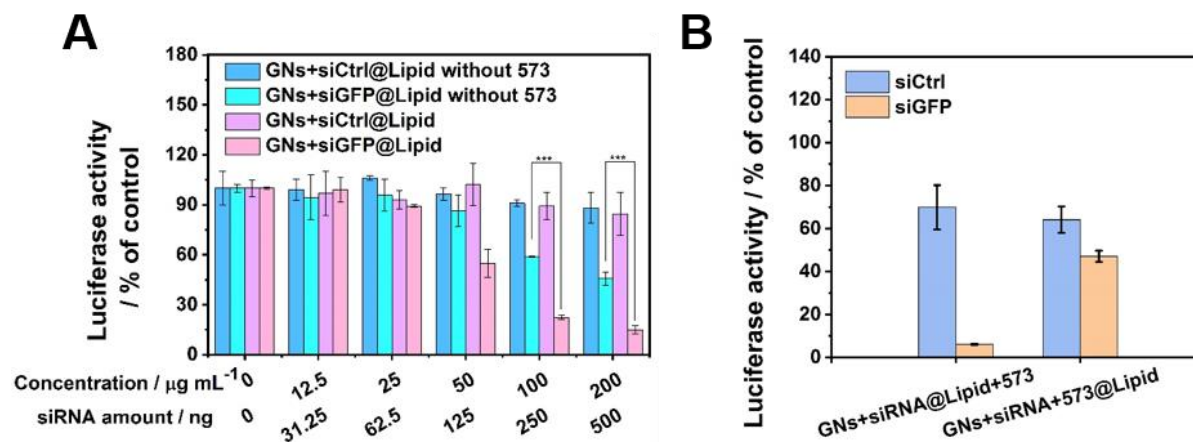 A
Luciferase activity
/ % of control
180
150
120
90
60
30
0
GNs+siCtrl@Lipid without 573
GNs+siGFP@Lipid without 573
GNs+siCtrl@Lipid
GNs+siGFP@Lipid
*** ***
Concentration / μg mL⁻¹ 0 12.5 25 50 100 200
siRNA amount / ng 0 31.25 62.5 125 250 500
B
Luciferase activity / % of control
140
120
100
80
60
40
20
0
siCtrl
siGFP
GNs+siRNA@Lipid+573
GNs+siRNA+573@Lipid